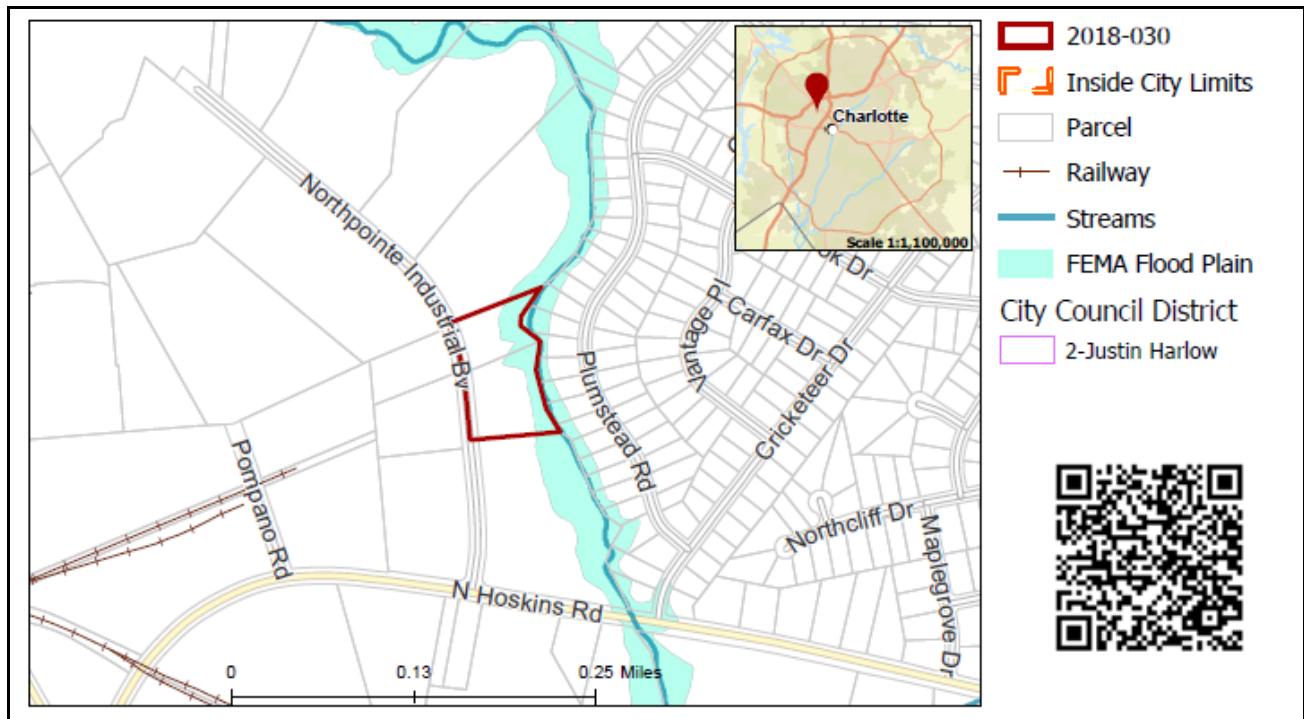 2018-030
Inside City Limits
Parcel
Railway
Streams
FEMA Flood Plain
City Council District
2-Justin Harlow
Charlotte
Scale 1:1,100,000
Northpointe Industrial Bv
Plumstead Rd
Vantage Pl
Carfax Dr
Cricketeer Dr
Dr
Pompano Rd
N Hoskins Rd
Northcliff Dr
Maplegrove Dr
0
0.13
0.25 Miles